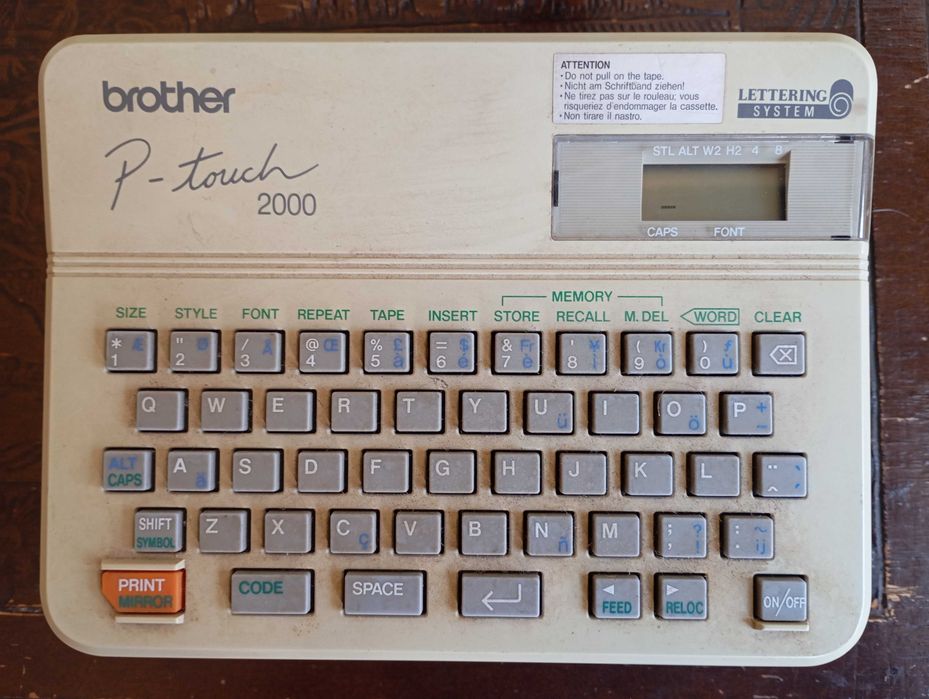 brother
P-touch
2000
ATTENTION
• Do not pull on the tape.
• Nicht am Schriftband ziehen!
• Ne tirez pas sur le rouleau; vous
risqueriez d'endommager la cassette.
• Non tirare il nastro.
LETTERING
SYSTEM
STL ALT W2 H2 4 8
CAPS FONT
MEMORY
SIZE STYLE FONT REPEAT TAPE INSERT STORE RECALL M.DEL WORD CLEAR
* Æ " Ø / Å @ Œ % £ = $ & Fr ' ¥ ( Kr ) ƒ
1 2 3 4 5 à 6 é 7 è 8 ì 9 ò 0 ù
Q W E R T Y U ü I O ö P + −
ALT
CAPS A ä S D F G H J K L ¨ ´ ^ `
SHIFT
SYMBOL Z X C ç V B N ñ M ; , ? ! : . ~ ij
PRINT
MIRROR CODE SPACE ◀ FEED ▷ RELOC ON/OFF